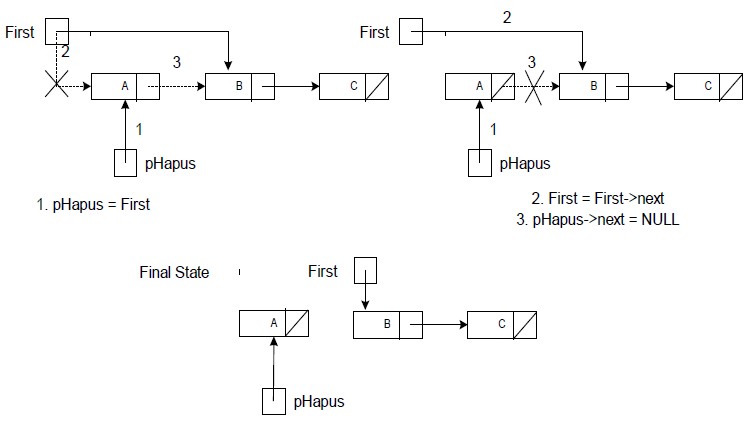 2
First
First
2
3
3
A
B
C
A
B
C
1
1
pHapus
pHapus
1. pHapus = First
2. First = First->next
3. pHapus->next = NULL
Final State
First
A
B
C
pHapus